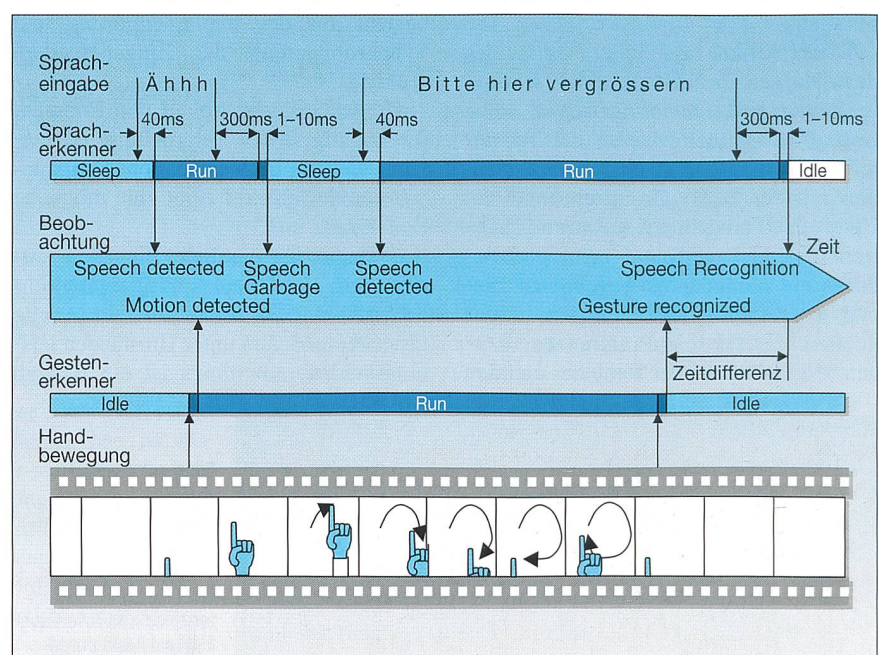 Sprach-
eingabe
Ähhh
Bitte hier vergrössern
40ms
300ms
1–10ms
40ms
300ms
1–10ms
Sprach-
erkenner
Sleep
Run
Sleep
Run
Idle
Beob-
achtung
Zeit
Speech detected
Speech
Garbage
Speech
detected
Speech Recognition
Motion detected
Gesture recognized
Gesten-
erkenner
Zeitdifferenz
Idle
Run
Idle
Hand-
bewegung